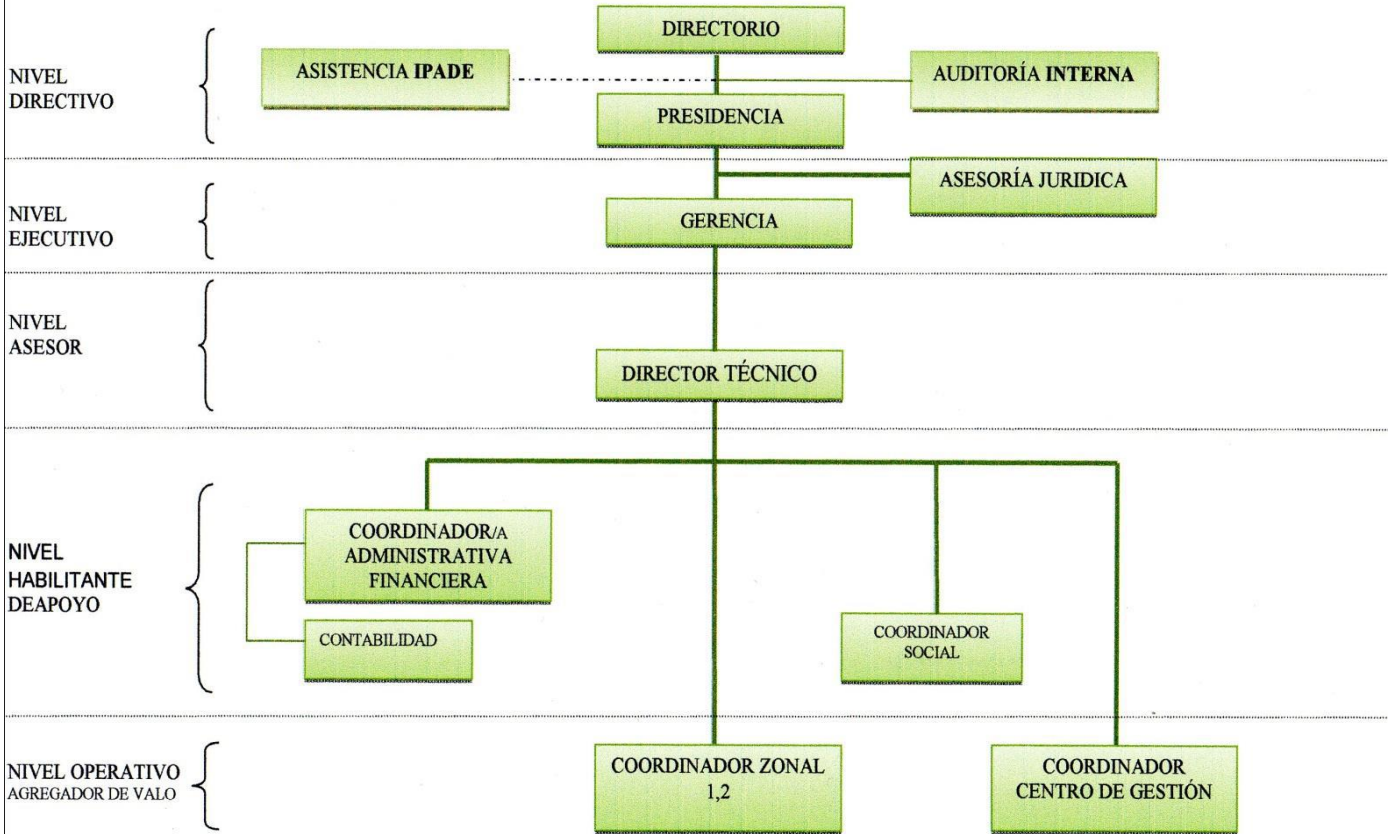 DIRECTORIO
NIVEL
DIRECTIVO
ASISTENCIA IPADE
AUDITORÍA INTERNA
PRESIDENCIA
ASESORÍA JURIDICA
NIVEL
EJECUTIVO
GERENCIA
NIVEL
ASESOR
DIRECTOR TÉCNICO
NIVEL
HABILITANTE
DEAPOYO
COORDINADOR/A
ADMINISTRATIVA
FINANCIERA
CONTABILIDAD
COORDINADOR
SOCIAL
NIVEL OPERATIVO
AGREGADOR DE VALO
COORDINADOR ZONAL
1,2
COORDINADOR
CENTRO DE GESTIÓN